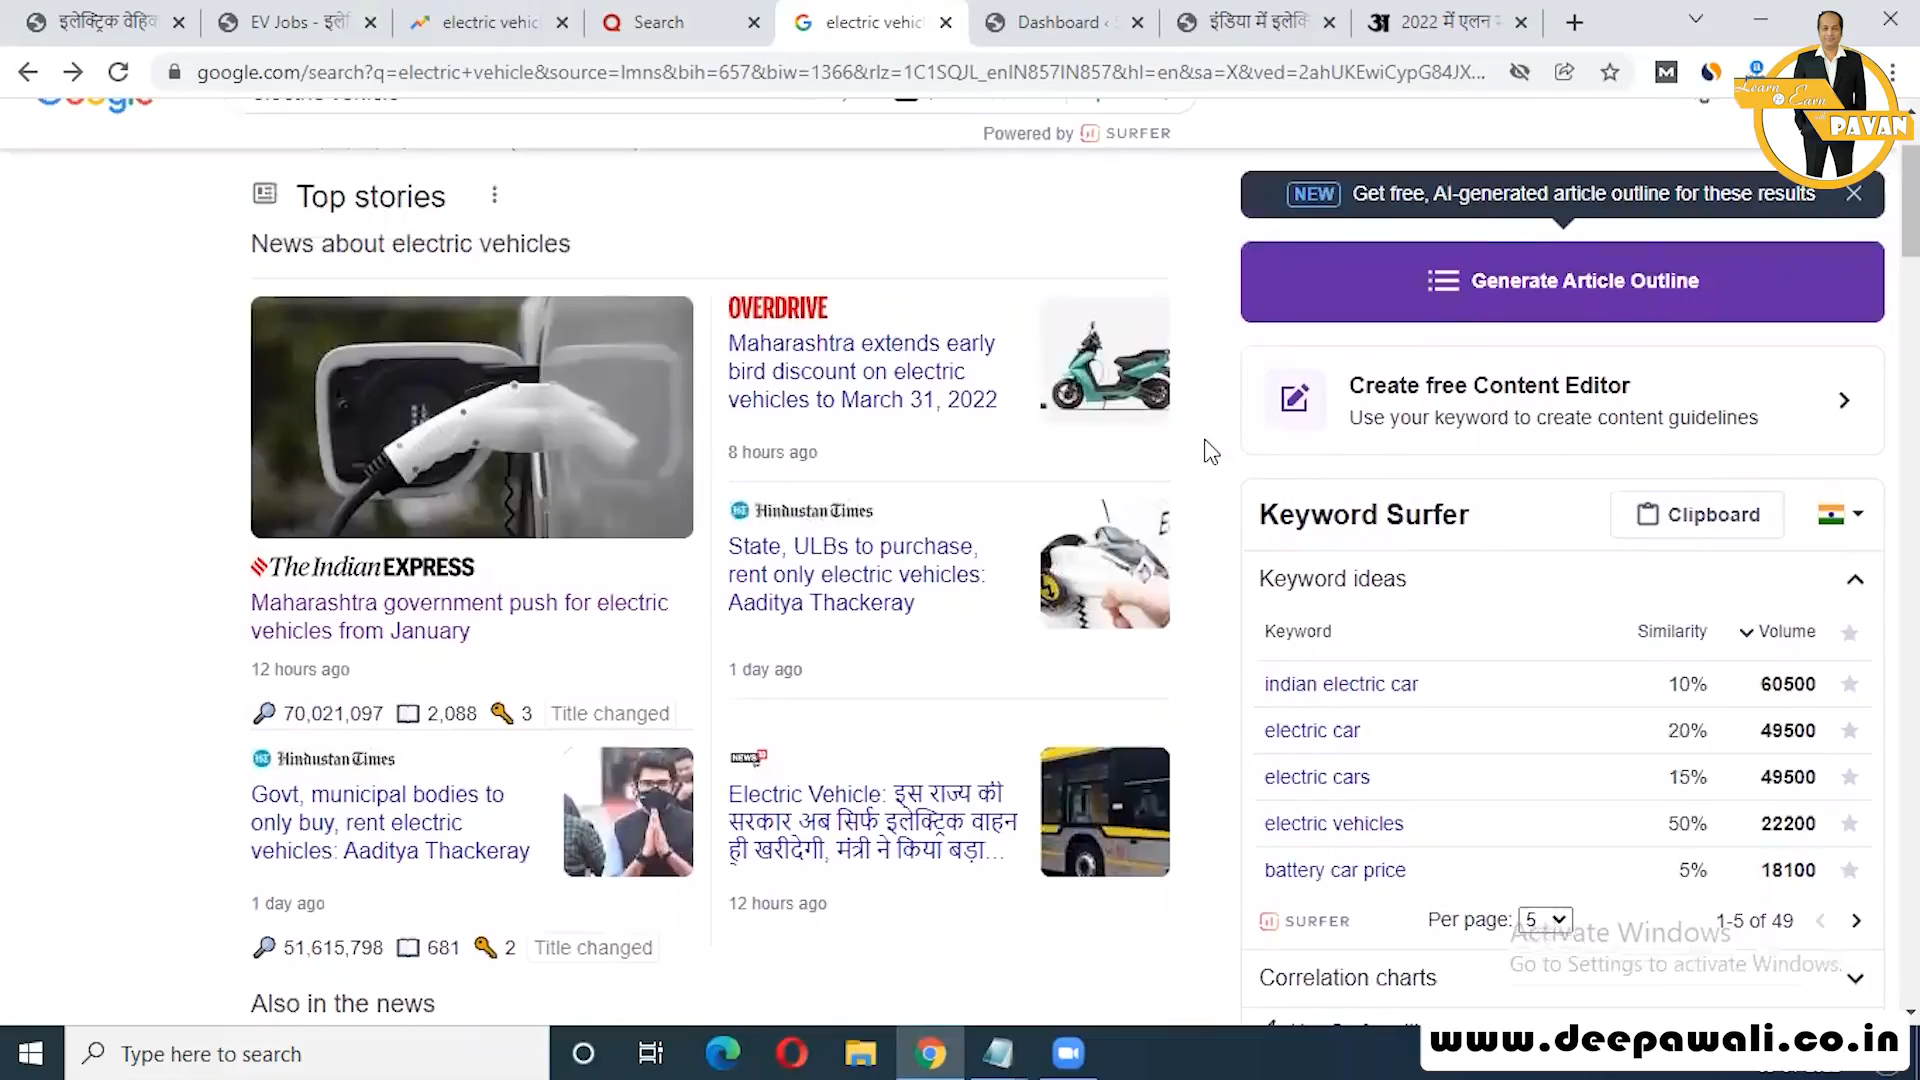 इलेक्ट्रिक वेहिक
EV Jobs - इले
electric vehic
Search
electric vehicl
Dashboard ‹ S
इंडिया में इलेक्ट्रि
2022 में एलन
google.com/search?q=electric+vehicle&source=lmns&bih=657&biw=1366&rlz=1C1SQJL_enIN857IN857&hl=en&sa=X&ved=2ahUKEwiCypG84JX...
Learn
to Earn
with
PAVAN
Powered by SURFER
Top stories
News about electric vehicles
NEW Get free, AI-generated article outline for these results
Generate Article Outline
Create free Content Editor
Use your keyword to create content guidelines
OVERDRIVE
Maharashtra extends early
bird discount on electric
vehicles to March 31, 2022
8 hours ago
Hindustan Times
State, ULBs to purchase,
rent only electric vehicles:
Aaditya Thackeray
1 day ago
The Indian EXPRESS
Maharashtra government push for electric
vehicles from January
12 hours ago
70,021,097 2,088 3 Title changed
Hindustan Times
Govt, municipal bodies to
only buy, rent electric
vehicles: Aaditya Thackeray
1 day ago
51,615,798 681 2 Title changed
NEWS
Electric Vehicle: इस राज्य की
सरकार अब सिर्फ इलेक्ट्रिक वाहन
ही खरीदेगी, मंत्री ने किया बड़ा...
12 hours ago
Also in the news
Keyword Surfer
Clipboard
Keyword ideas
Keyword Similarity Volume
indian electric car 10% 60500
electric car 20% 49500
electric cars 15% 49500
electric vehicles 50% 22200
battery car price 5% 18100
SURFER Per page: 5 1-5 of 49
Activate Windows
Go to Settings to activate Windows.
Correlation charts
Type here to search
www.deepawali.co.in